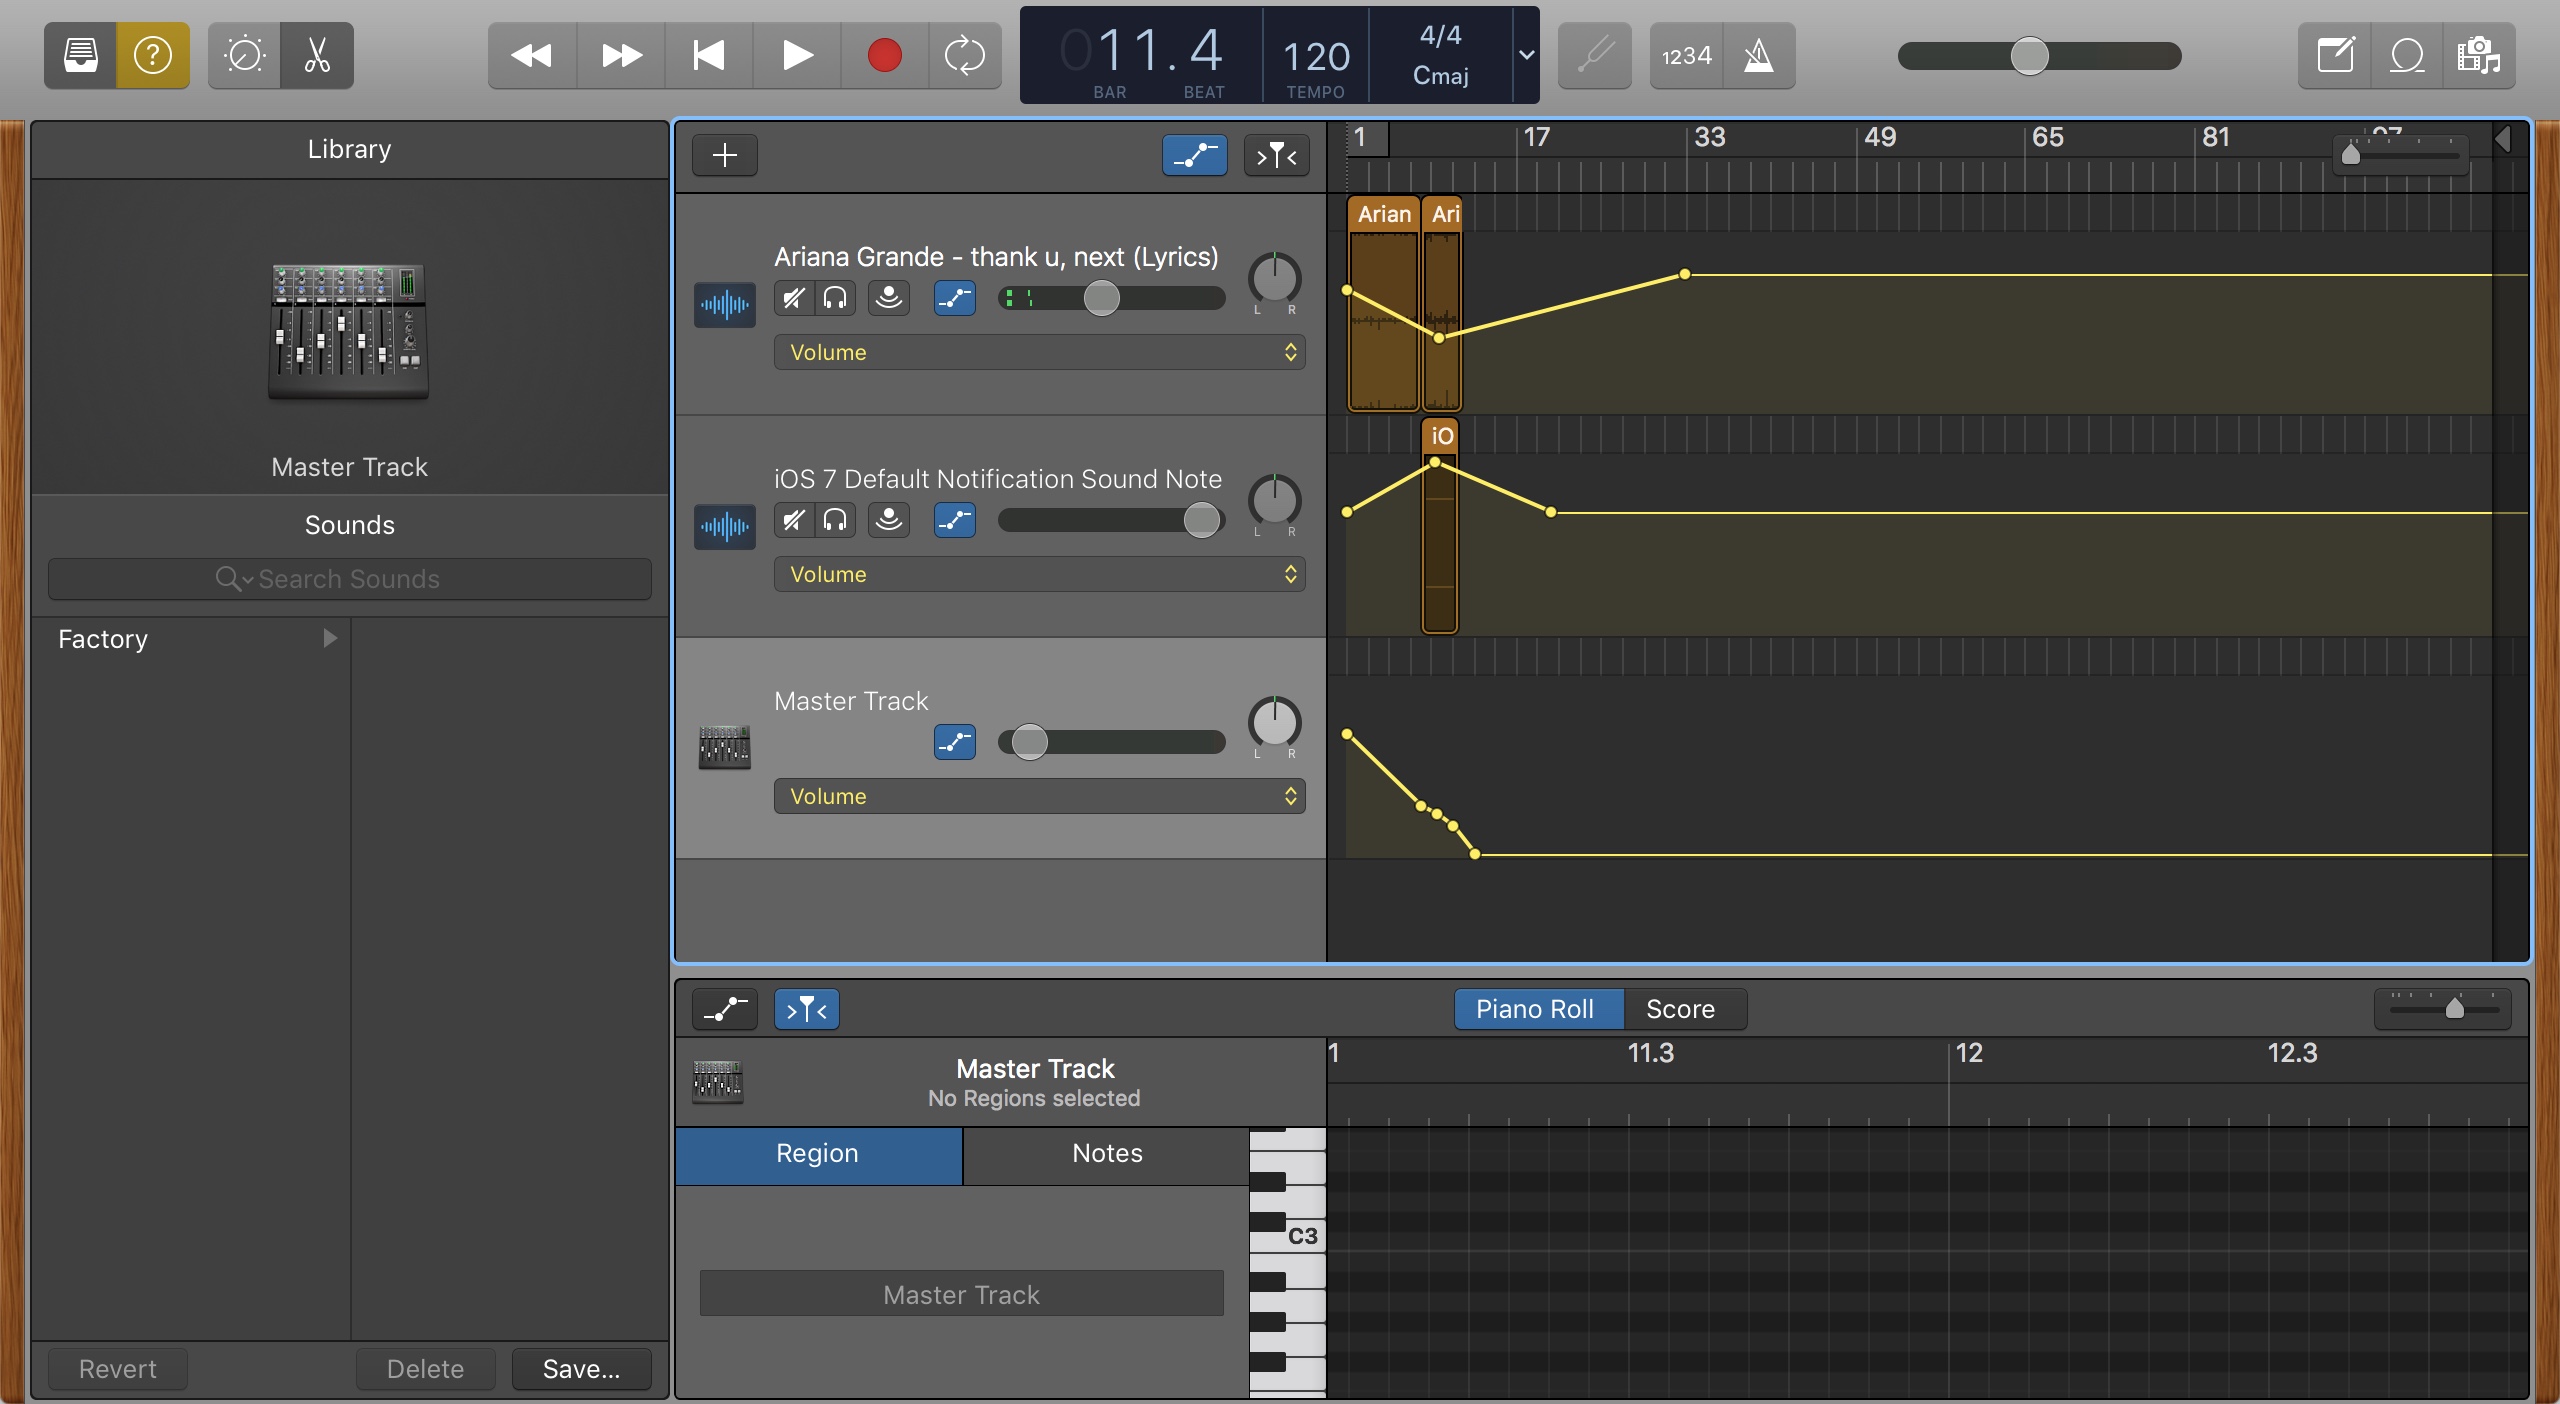 011.4
BAR
BEAT
120
TEMPO
4/4
Cmaj
1234
Library
Master Track
Sounds
Search Sounds
Factory
Revert
Delete
Save...
1
17
33
49
65
81
Ariana Grande - thank u, next (Lyrics)
L R
Volume
Arian
Ari
iOS 7 Default Notification Sound Note
L R
Volume
iO
Master Track
L R
Volume
Piano Roll
Score
Master Track
No Regions selected
1
11.3
12
12.3
Region
Notes
C3
Master Track